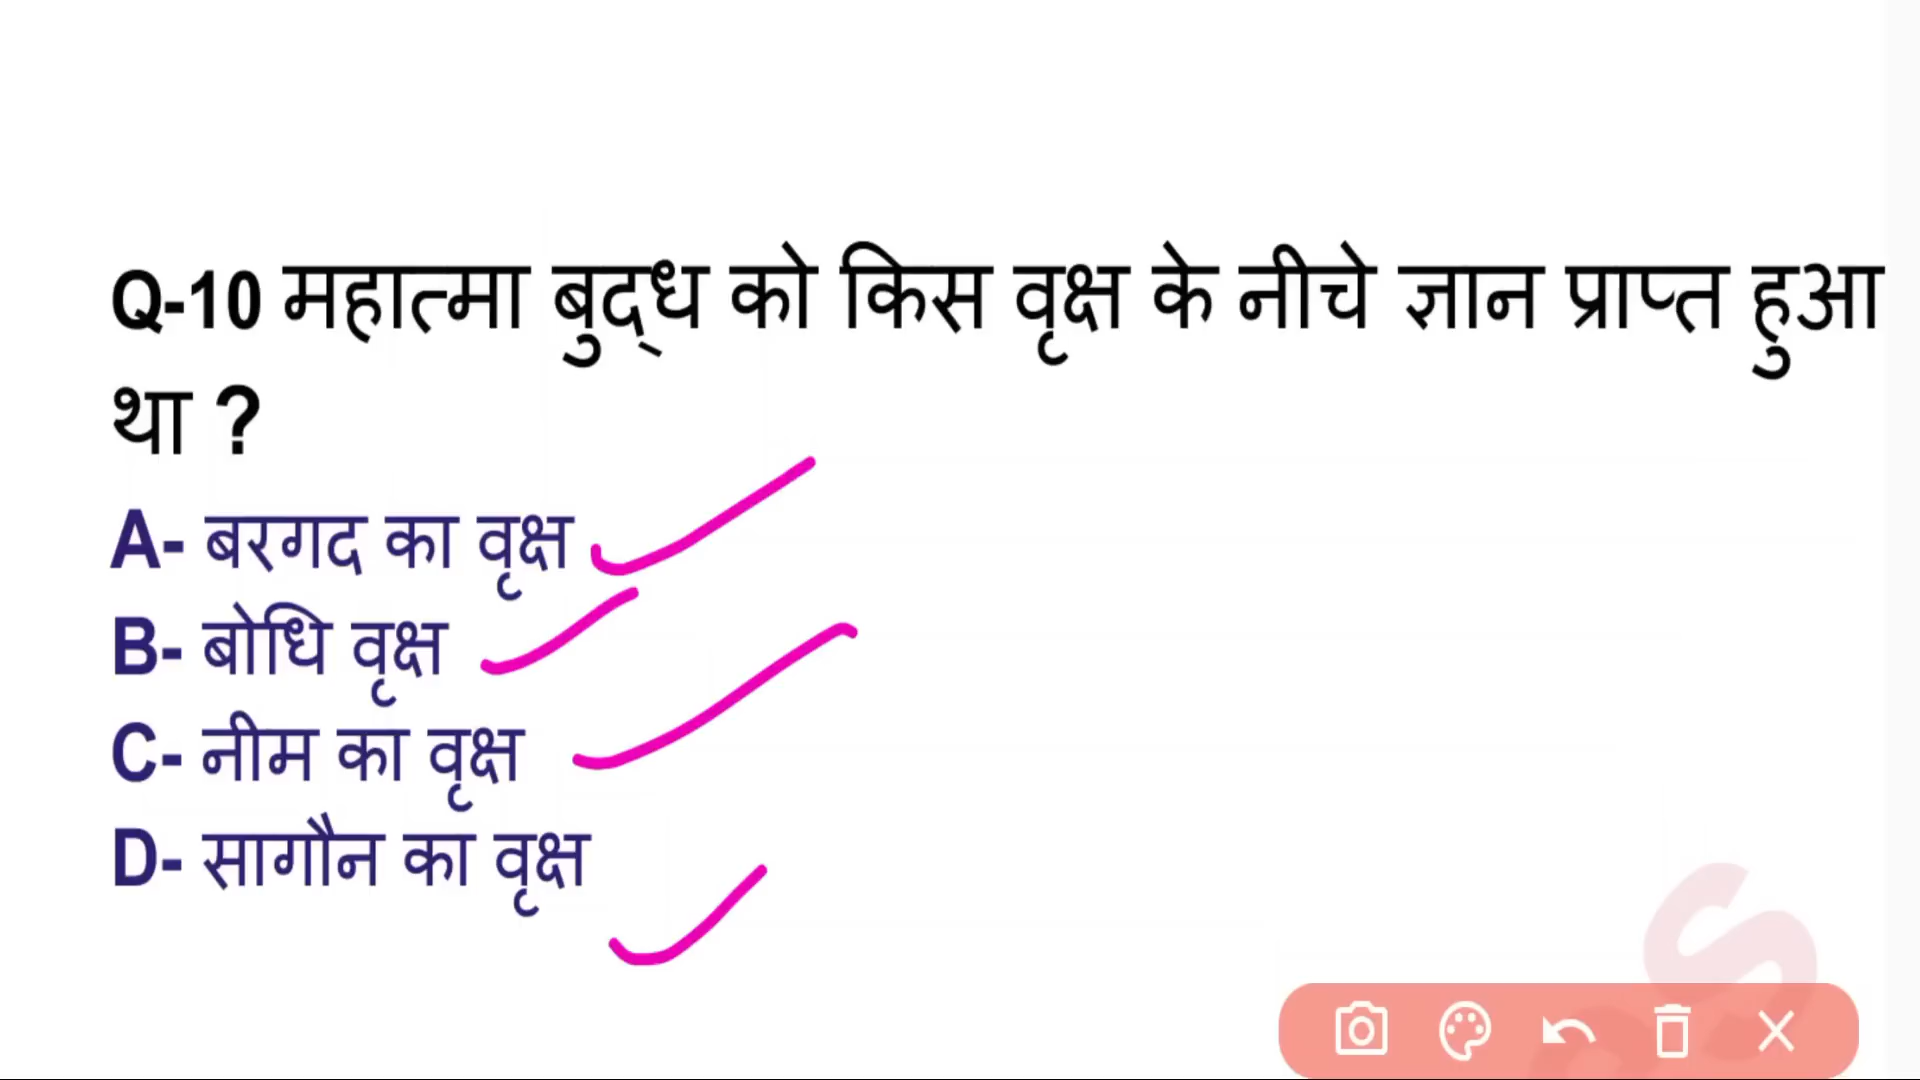 Q-10 महात्मा बुद्ध को किस वृक्ष के नीचे ज्ञान प्राप्त हुआ
था ?
A- बरगद का वृक्ष
B- बोधि वृक्ष
C- नीम का वृक्ष
D- सागौन का वृक्ष